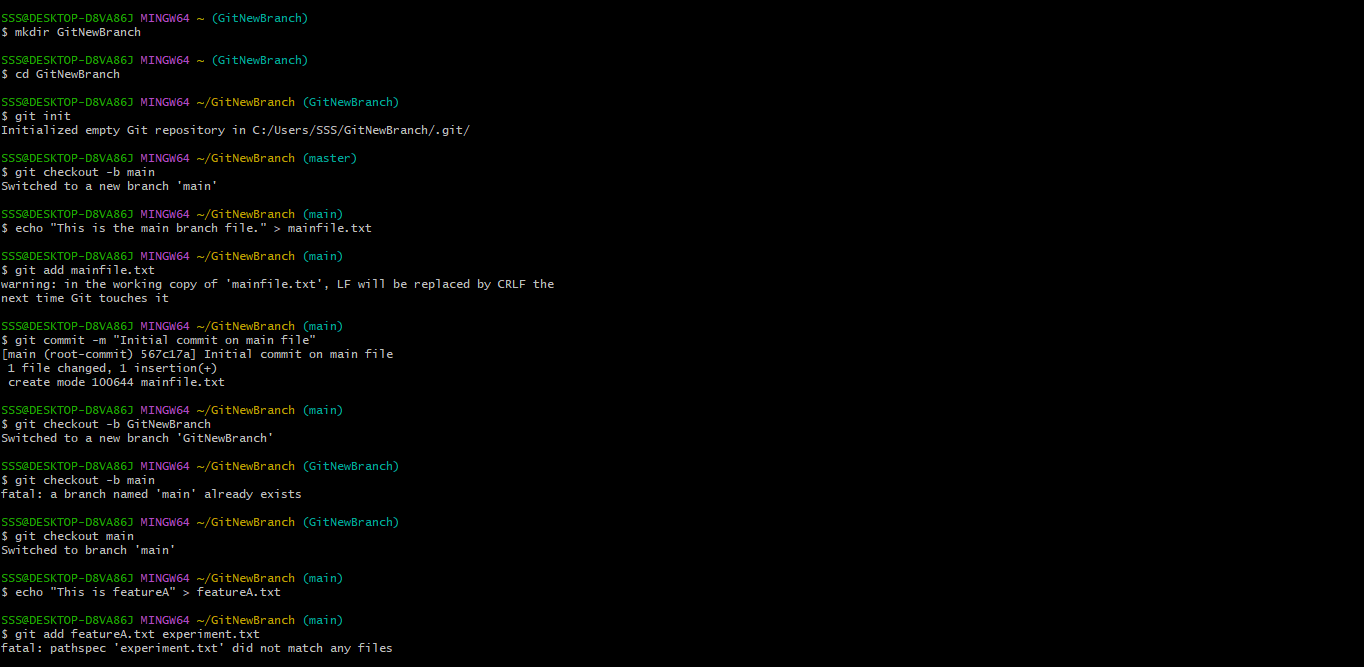 SSS@DESKTOP-D8VA86J MINGW64 ~ (GitNewBranch)
$ mkdir GitNewBranch
SSS@DESKTOP-D8VA86J MINGW64 ~ (GitNewBranch)
$ cd GitNewBranch
SSS@DESKTOP-D8VA86J MINGW64 ~/GitNewBranch (GitNewBranch)
$ git init
Initialized empty Git repository in C:/Users/SSS/GitNewBranch/.git/
SSS@DESKTOP-D8VA86J MINGW64 ~/GitNewBranch (master)
$ git checkout -b main
Switched to a new branch 'main'
SSS@DESKTOP-D8VA86J MINGW64 ~/GitNewBranch (main)
$ echo "This is the main branch file." > mainfile.txt
SSS@DESKTOP-D8VA86J MINGW64 ~/GitNewBranch (main)
$ git add mainfile.txt
warning: in the working copy of 'mainfile.txt', LF will be replaced by CRLF the
next time Git touches it
SSS@DESKTOP-D8VA86J MINGW64 ~/GitNewBranch (main)
$ git commit -m "Initial commit on main file"
[main (root-commit) 567c17a] Initial commit on main file
1 file changed, 1 insertion(+)
create mode 100644 mainfile.txt
SSS@DESKTOP-D8VA86J MINGW64 ~/GitNewBranch (main)
$ git checkout -b GitNewBranch
Switched to a new branch 'GitNewBranch'
SSS@DESKTOP-D8VA86J MINGW64 ~/GitNewBranch (GitNewBranch)
$ git checkout -b main
fatal: a branch named 'main' already exists
SSS@DESKTOP-D8VA86J MINGW64 ~/GitNewBranch (GitNewBranch)
$ git checkout main
Switched to branch 'main'
SSS@DESKTOP-D8VA86J MINGW64 ~/GitNewBranch (main)
$ echo "This is featureA" > featureA.txt
SSS@DESKTOP-D8VA86J MINGW64 ~/GitNewBranch (main)
$ git add featureA.txt experiment.txt
fatal: pathspec 'experiment.txt' did not match any files